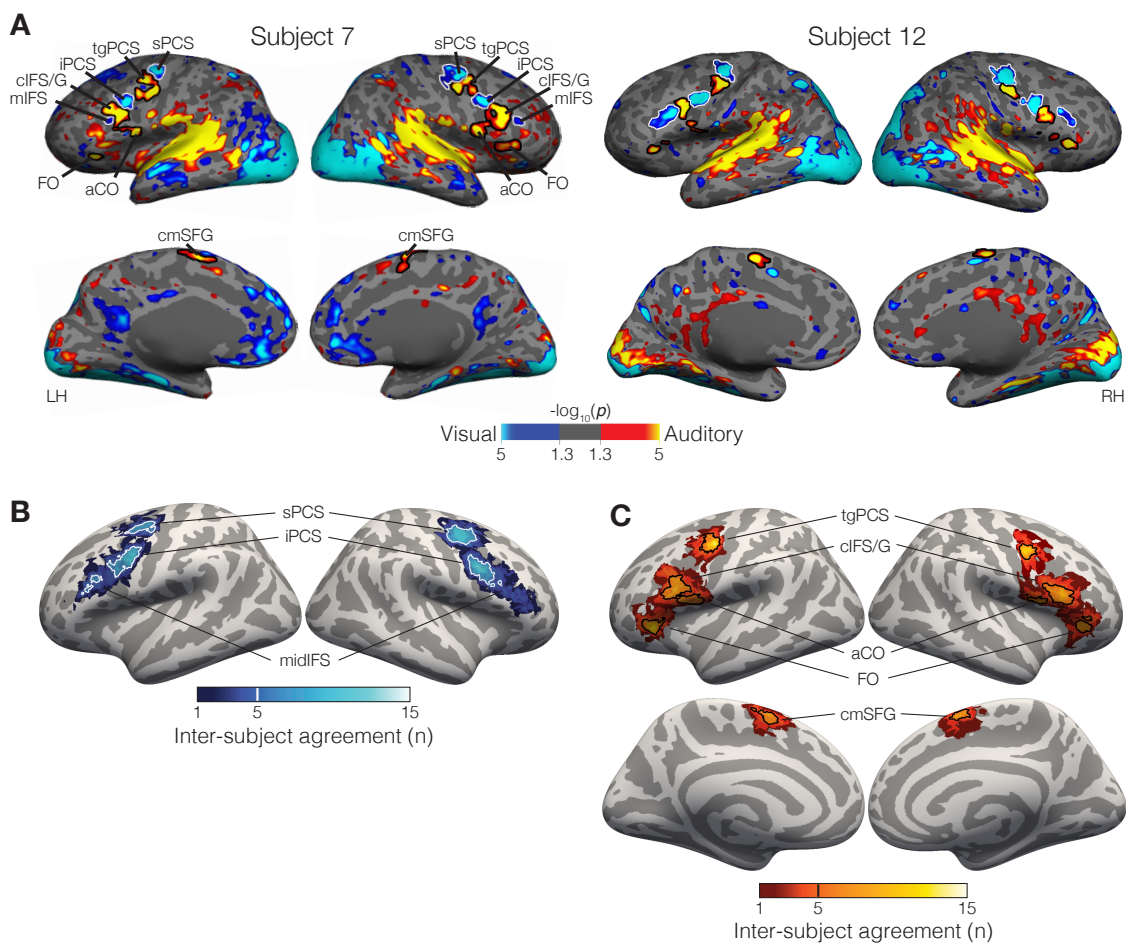 A
Subject 7
Subject 12
sPCS
tgPCS
iPCS
cIFS/G
mIFS
FO
aCO
sPCS
tgPCS
iPCS
cIFS/G
mIFS
aCO
FO
cmSFG
cmSFG
LH
RH
-log10(p)
Visual
Auditory
5
1.3
1.3
5
B
sPCS
iPCS
midIFS
1
5
15
Inter-subject agreement (n)
C
tgPCS
cIFS/G
aCO
FO
cmSFG
1
5
15
Inter-subject agreement (n)